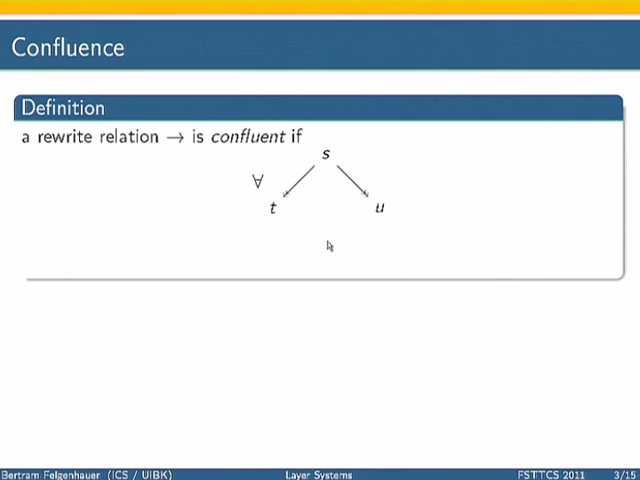 Confluence
Definition
a rewrite relation → is confluent if
s
∀
t u
Bertram Felgenhauer (ICS / UIBK) Layer Systems FSTTCS 2011 3/15